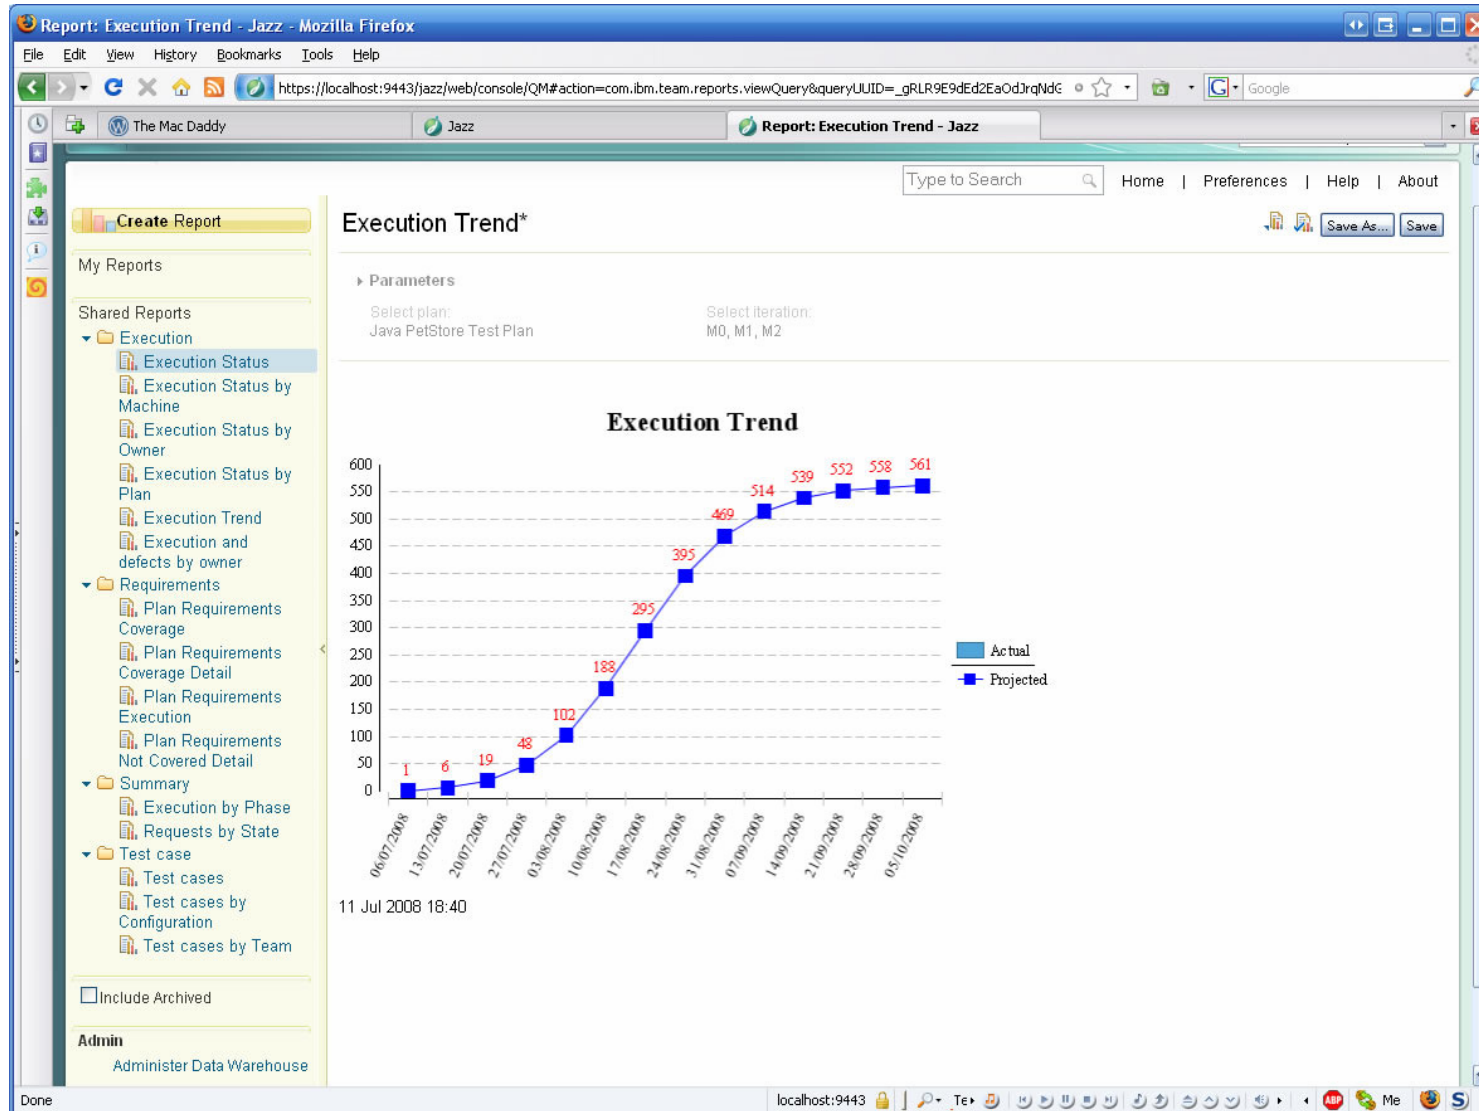 Report: Execution Trend - Jazz - Mozilla Firefox
File Edit View History Bookmarks Tools Help
https://localhost:9443/jazz/web/console/QM#action=com.ibm.team.reports.viewQuery&queryUUID=_gRLR9E9dEd2EaOdJrqNdG
Google
The Mac Daddy
Jazz
Report: Execution Trend - Jazz
Type to Search
Home | Preferences | Help | About
Create Report
My Reports
Shared Reports
Execution
Execution Status
Execution Status by
Machine
Execution Status by
Owner
Execution Status by
Plan
Execution Trend
Execution and
defects by owner
Requirements
Plan Requirements
Coverage
Plan Requirements
Coverage Detail
Plan Requirements
Execution
Plan Requirements
Not Covered Detail
Summary
Execution by Phase
Requests by State
Test case
Test cases
Test cases by
Configuration
Test cases by Team
Include Archived
Admin
Administer Data Warehouse
Execution Trend*
Save As... Save
Parameters
Select plan:
Java PetStore Test Plan
Select iteration:
M0, M1, M2
Execution Trend
600
550
500
450
400
350
300
250
200
150
100
50
0
1
6
19
48
102
188
295
395
469
514
539
552
558
561
06/07/2008
13/07/2008
20/07/2008
27/07/2008
03/08/2008
10/08/2008
17/08/2008
24/08/2008
31/08/2008
07/09/2008
14/09/2008
21/09/2008
28/09/2008
05/10/2008
Actual
Projected
11 Jul 2008 18:40
Done
localhost:9443
Te
ABP
Me